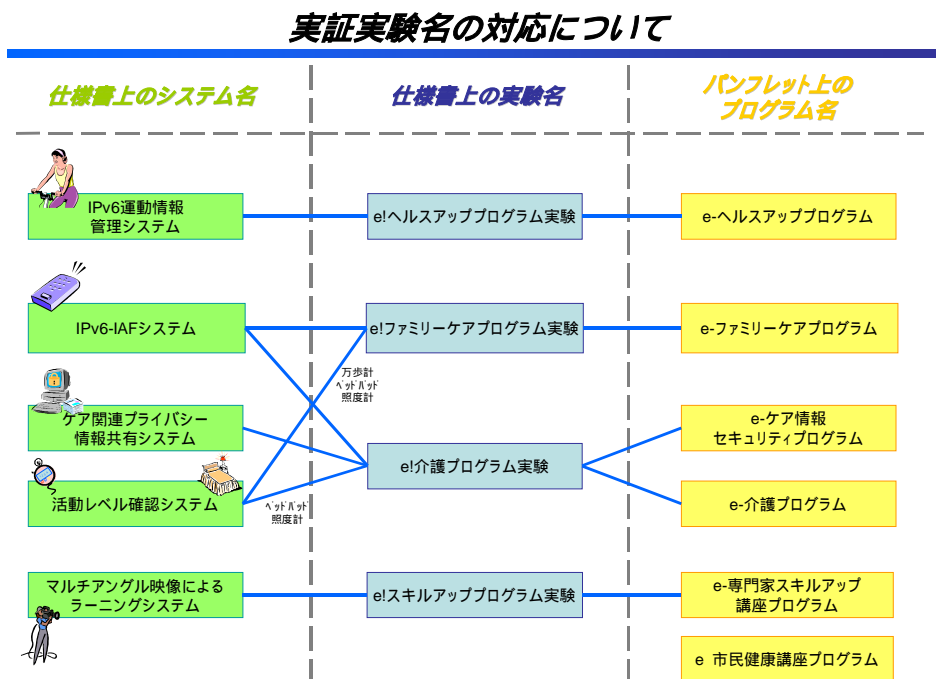 実証実験名の対応について
仕様書上のシステム名
仕様書上の実験名
パンフレット上の
プログラム名
IPv6運動情報
管理システム
e!ヘルスアッププログラム実験
e-ヘルスアッププログラム
IPv6-IAFシステム
e!ファミリーケアプログラム実験
e-ファミリーケアプログラム
万歩計
ﾍﾞｯﾄﾞﾊﾟｯﾄﾞ
照度計
ケア関連プライバシー
情報共有システム
e-ケア情報
セキュリティプログラム
e!介護プログラム実験
活動レベル確認システム
e-介護プログラム
ﾍﾞｯﾄﾞﾊﾟｯﾄﾞ
照度計
マルチアングル映像による
ラーニングシステム
e!スキルアッププログラム実験
e-専門家スキルアップ
講座プログラム
e 市民健康講座プログラム